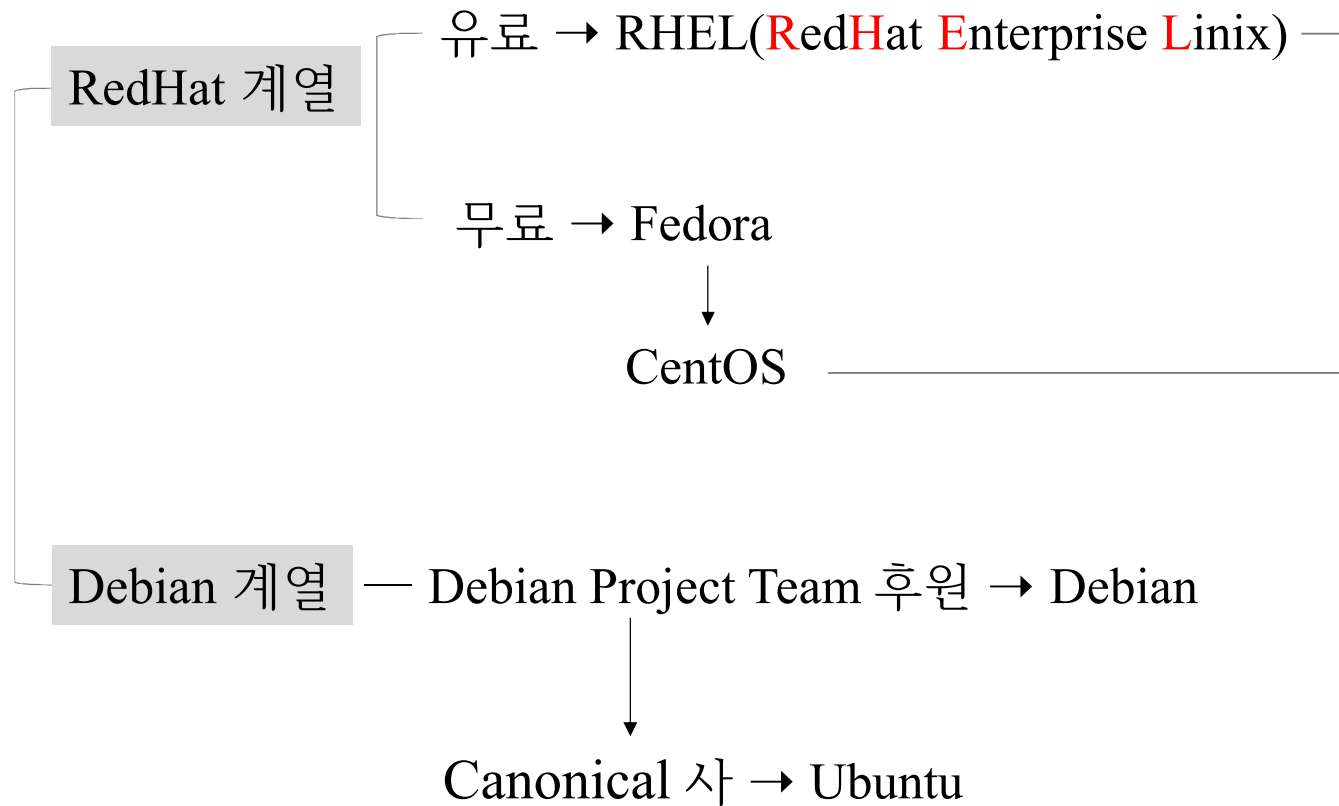 유료 → RHEL(RedHat Enterprise Linix)
RedHat 계열
무료 → Fedora
CentOS
Debian 계열
Debian Project Team 후원 → Debian
Canonical 사 → Ubuntu